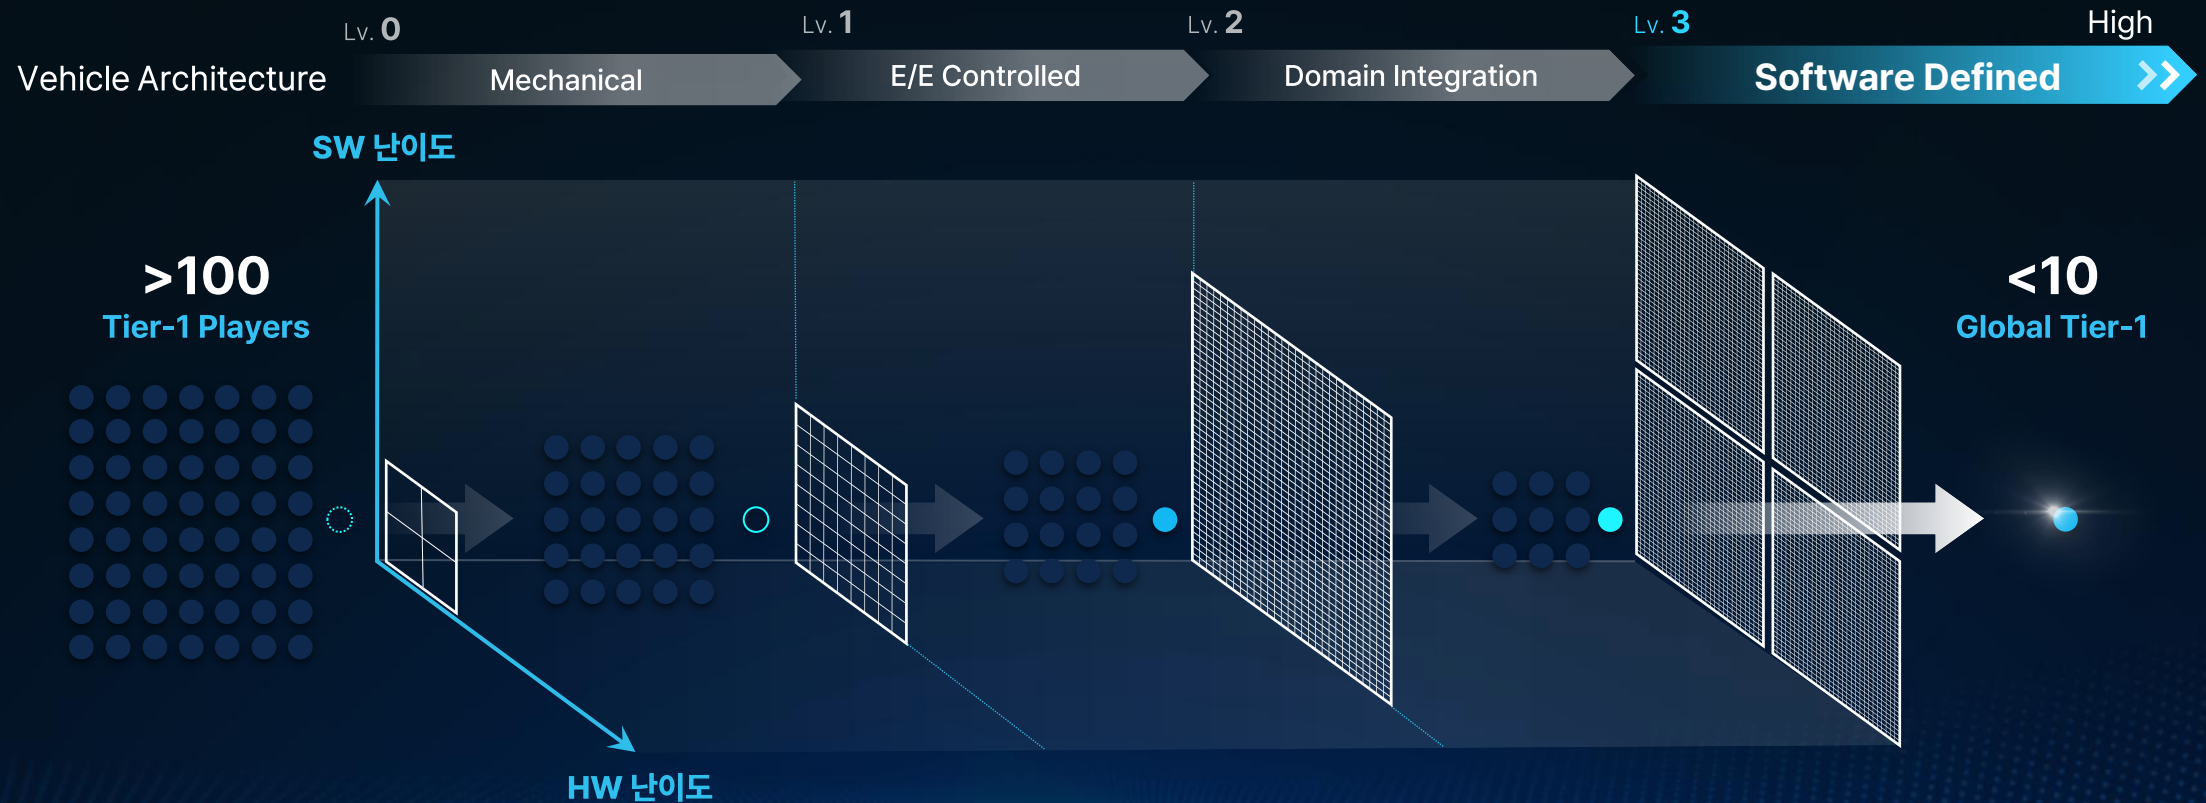 Lv. 0
Lv. 1
Lv. 2
Lv. 3
High
Vehicle Architecture
Mechanical
E/E Controlled
Domain Integration
Software Defined
SW 난이도
>100
Tier-1 Players
<10
Global Tier-1
HW 난이도